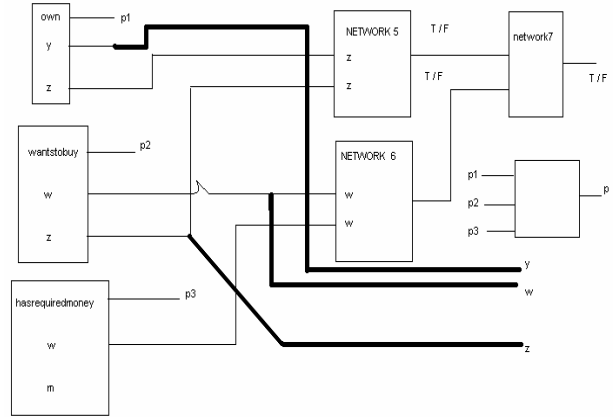 own
p1
y
z
NETWORK 5
z
z
T / F
T / F
network7
T / F
wantstobuy
p2
w
z
NETWORK 6
w
w
p1
p2
p3
p
hasrequiredmoney
p3
w
m
y
w
z